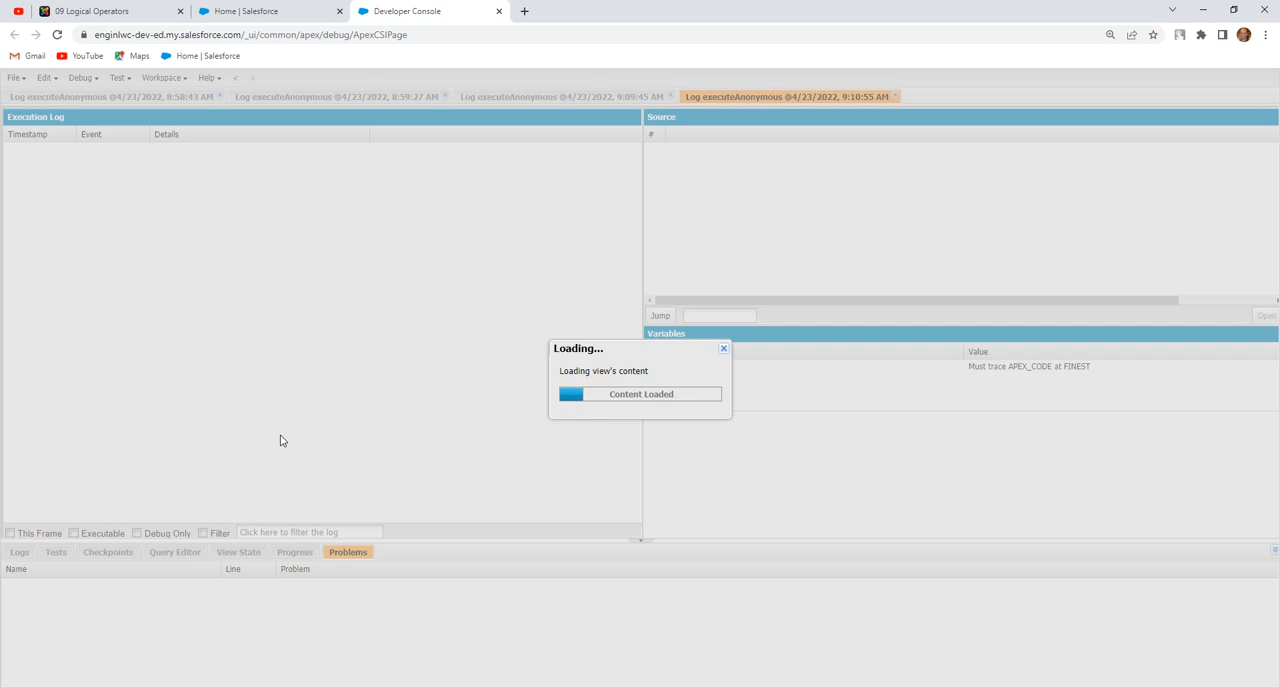 09 Logical Operators
Home | Salesforce
Developer Console
enginlwc-dev-ed.my.salesforce.com/_ui/common/apex/debug/ApexCSIPage
Gmail
YouTube
Maps
Home | Salesforce
File
Edit
Debug
Test
Workspace
Help
<
>
Log executeAnonymous @4/23/2022, 8:58:43 AM
Log executeAnonymous @4/23/2022, 8:59:27 AM
Log executeAnonymous @4/23/2022, 9:09:45 AM
Log executeAnonymous @4/23/2022, 9:10:55 AM
Execution Log
Timestamp
Event
Details
Source
#
Jump
Open
Variables
Value
Must trace APEX_CODE at FINEST
Loading...
Loading view's content
Content Loaded
This Frame
Executable
Debug Only
Filter
Click here to filter the log
Logs
Tests
Checkpoints
Query Editor
View State
Progress
Problems
Name
Line
Problem